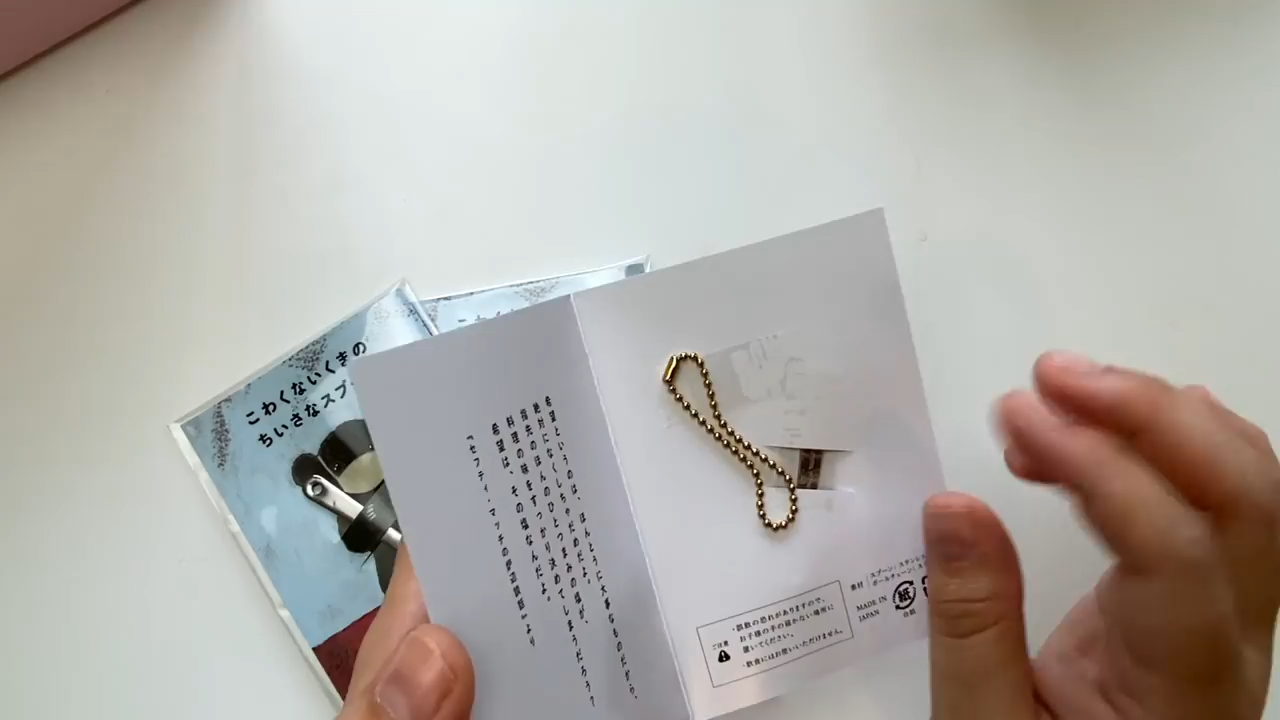 こわくないくまの
ちいさなスプ
希望というのは、ほんとうに大事なものだから、
絶対になくしちゃだめだよ。
指先のほんのひとつまみの塩が、
料理の味をすっかり決めてしまうだろう?
希望は、その塩なんだよ。
『セフティ・マッチの
より
ご注意
・誤飲の恐れがありますので、
お子様の手の届かない場所に
置いてください。
・飲食にはお使いいただけません。
素材
スプーン:ステンレス
ボールチェーン:
MADE IN
JAPAN
紙
台紙